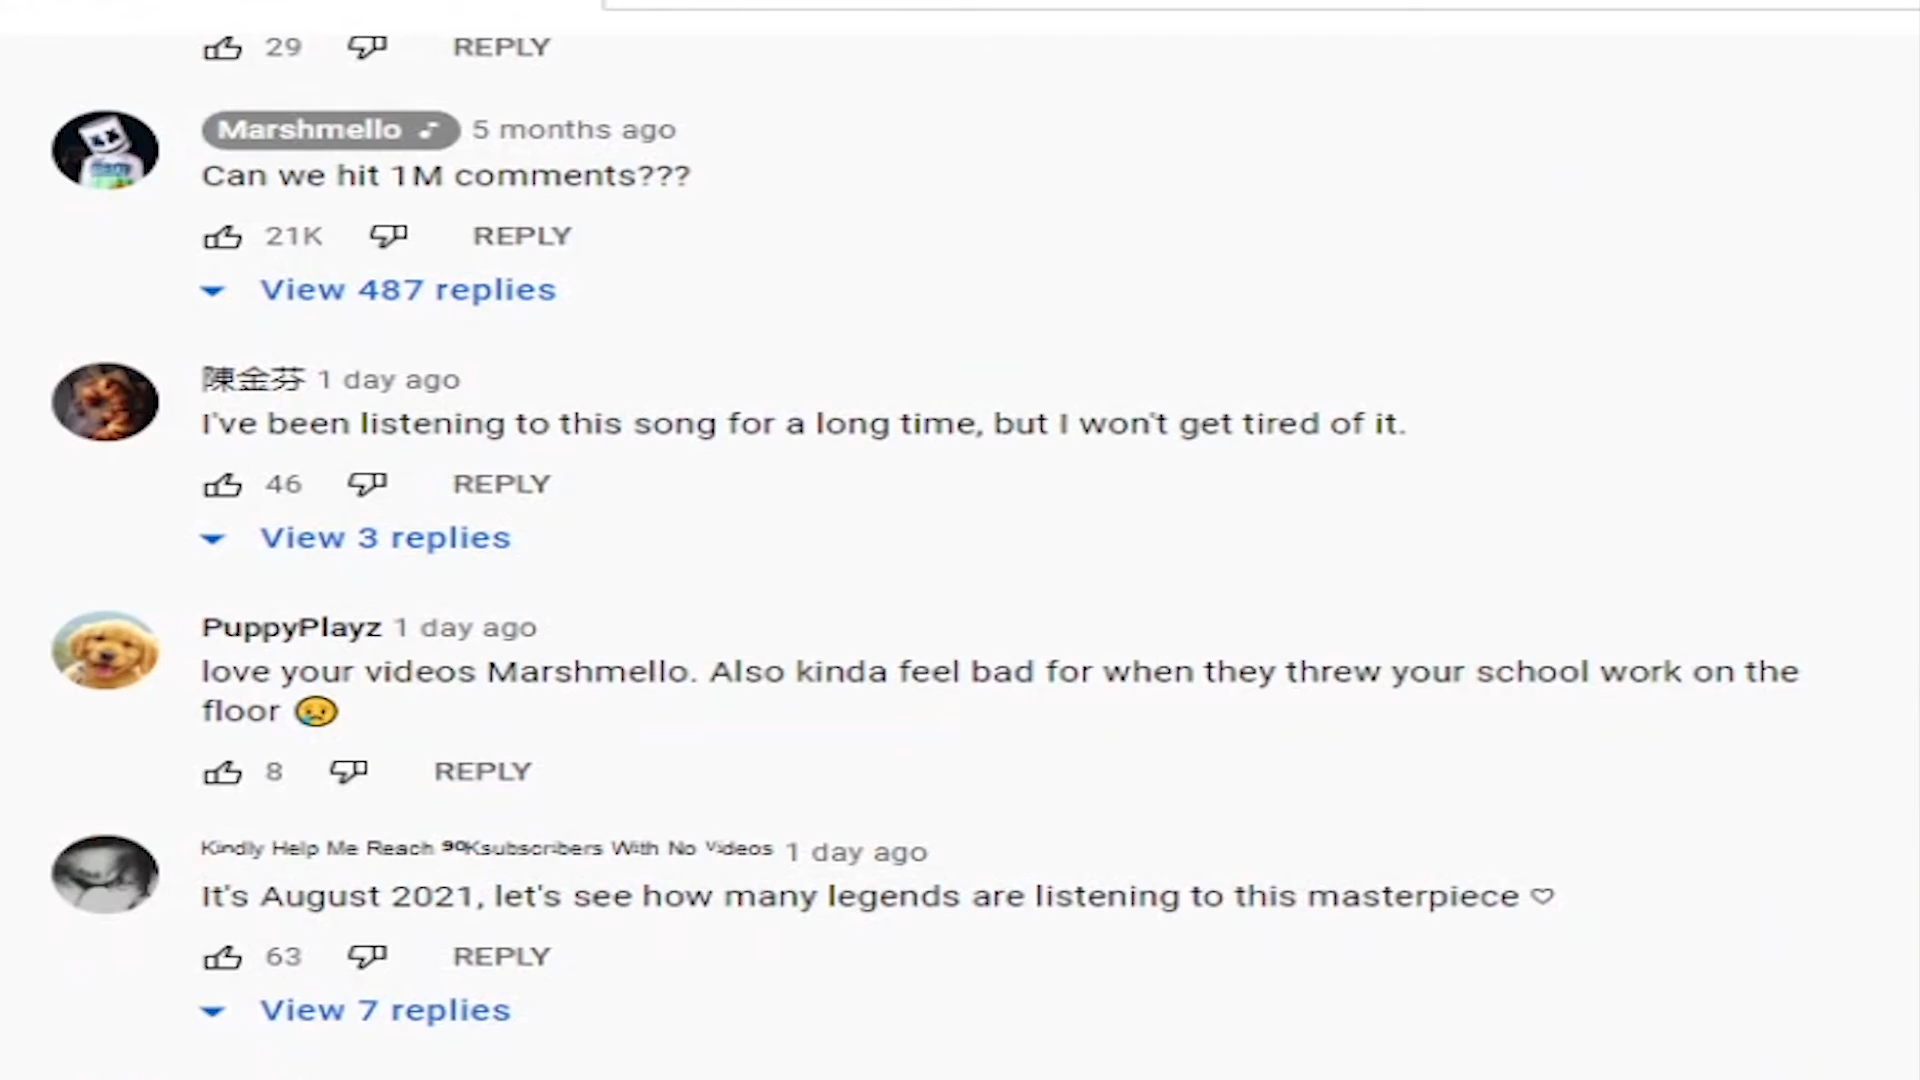 29 REPLY
Marshmello 5 months ago
Can we hit 1M comments???
21K REPLY
View 487 replies
陳金芬 1 day ago
I've been listening to this song for a long time, but I won't get tired of it.
46 REPLY
View 3 replies
PuppyPlayz 1 day ago
love your videos Marshmello. Also kinda feel bad for when they threw your school work on the
floor 😢
8 REPLY
Kindly Help Me Reach ⁹⁰Ksubscribers With No Videos 1 day ago
It's August 2021, let's see how many legends are listening to this masterpiece ♡
63 REPLY
View 7 replies